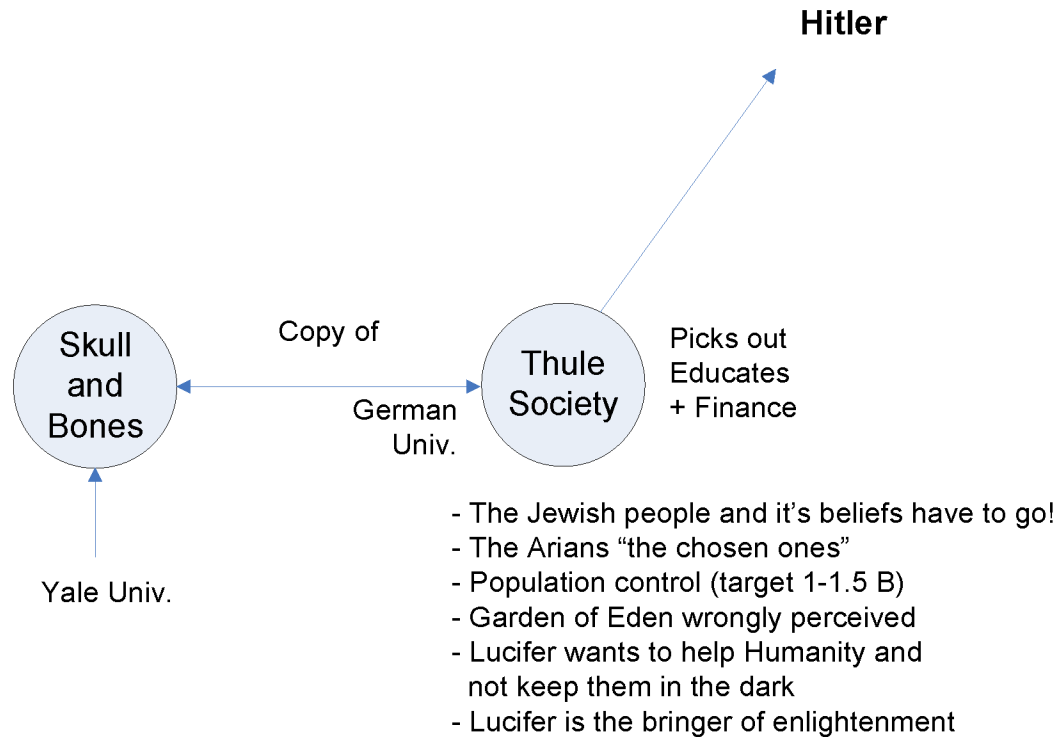 Hitler
Skull
and
Bones
Copy of
German
Univ.
Thule
Society
Picks out
Educates
+ Finance
Yale Univ.
- The Jewish people and it’s beliefs have to go!
- The Arians “the chosen ones”
- Population control (target 1-1.5 B)
- Garden of Eden wrongly perceived
- Lucifer wants to help Humanity and
not keep them in the dark
- Lucifer is the bringer of enlightenment